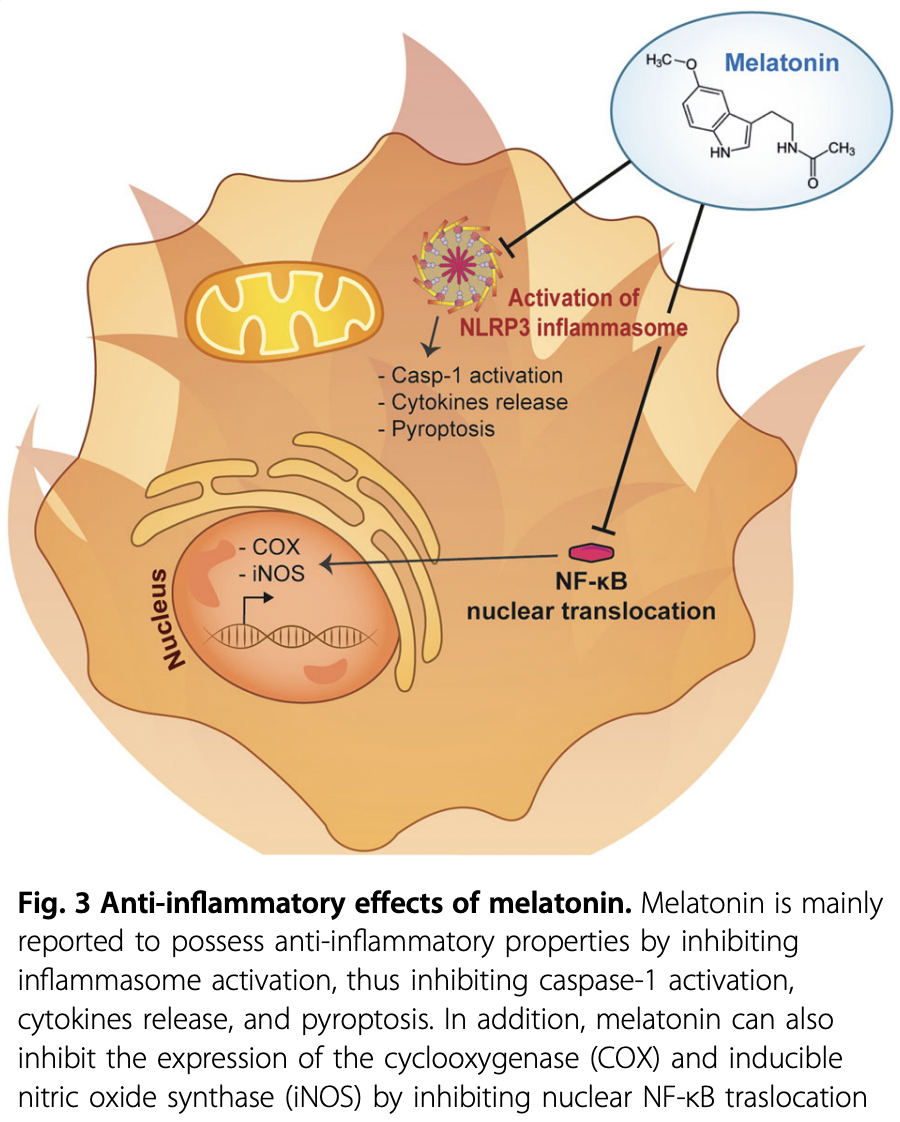 Melatonin
H₃C
O
HN
HN
CH₃
O
Activation of
NLRP3 inflammasome
- Casp-1 activation
- Cytokines release
- Pyroptosis
- COX
- iNOS
Nucleus
NF-κB
nuclear translocation
Fig. 3 Anti-inflammatory effects of melatonin. Melatonin is mainly
reported to possess anti-inflammatory properties by inhibiting
inflammasome activation, thus inhibiting caspase-1 activation,
cytokines release, and pyroptosis. In addition, melatonin can also
inhibit the expression of the cyclooxygenase (COX) and inducible
nitric oxide synthase (iNOS) by inhibiting nuclear NF-κB traslocation